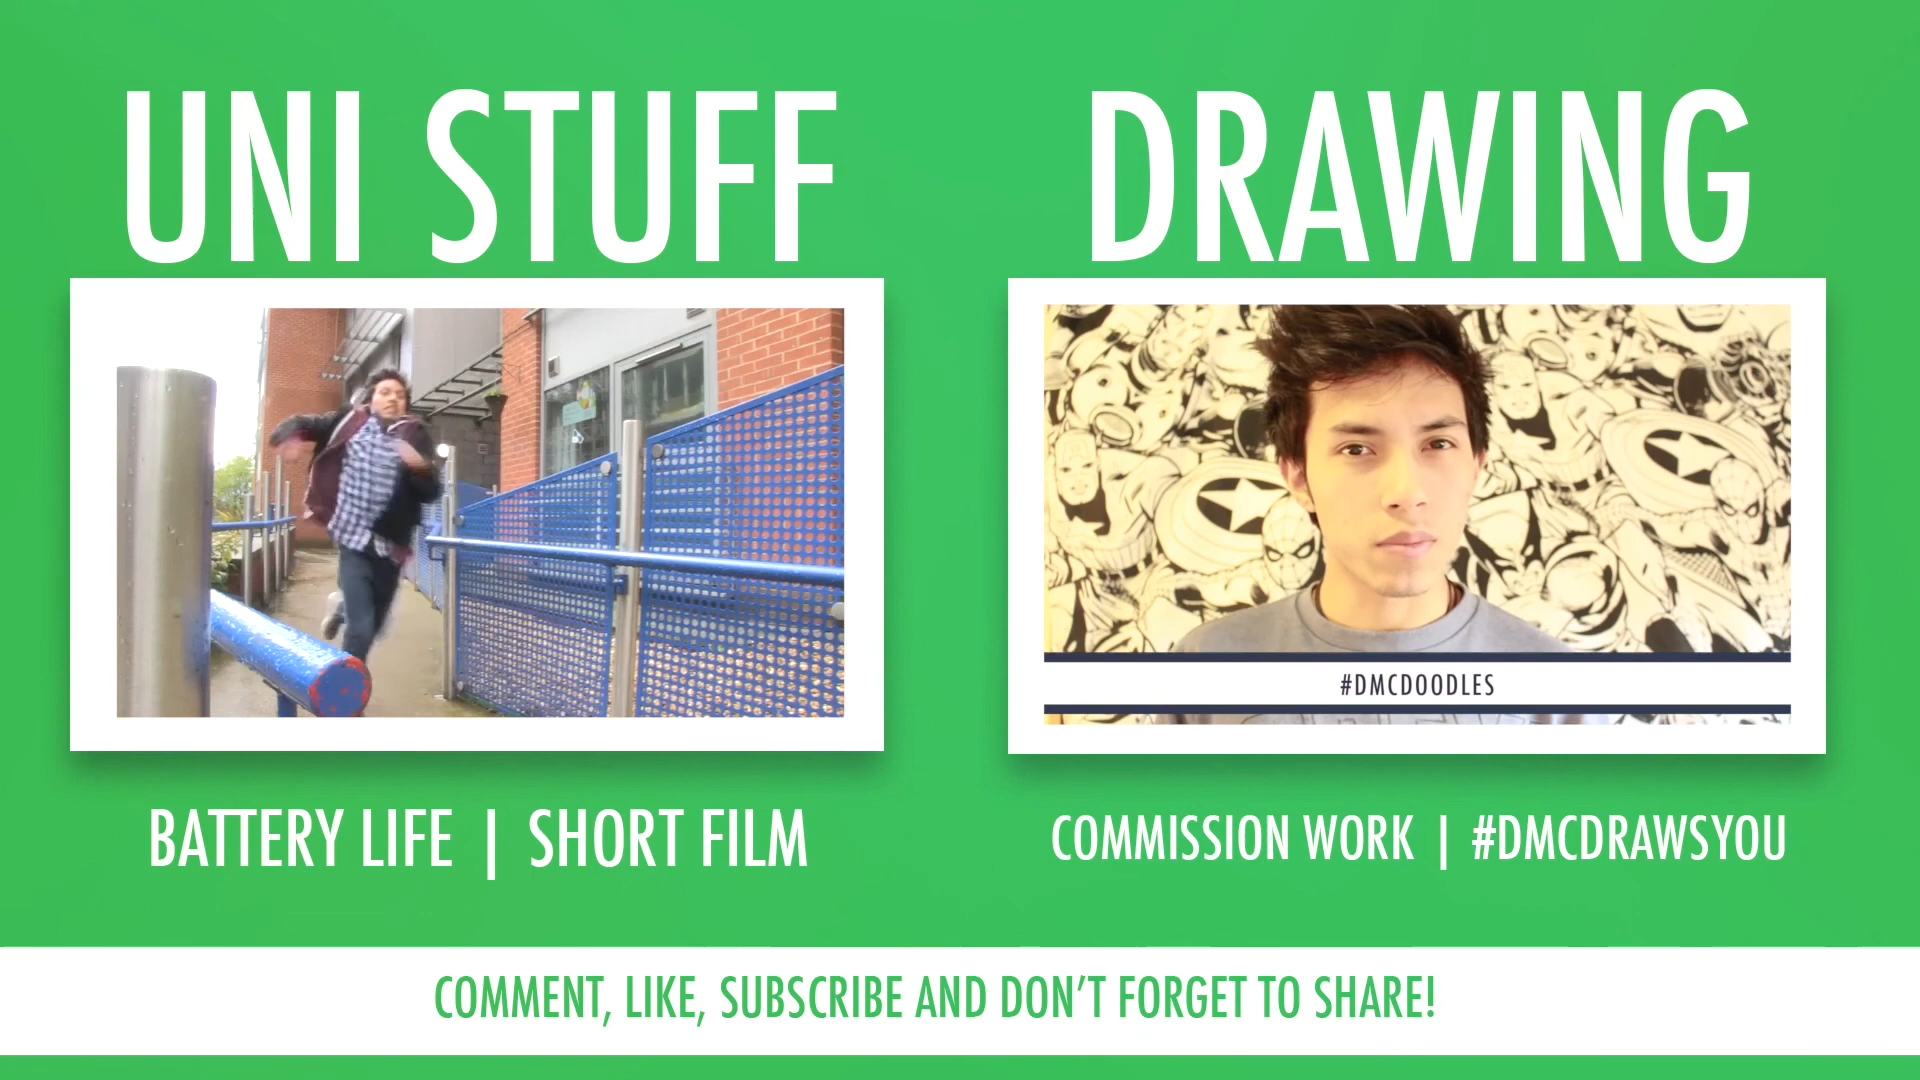 UNI STUFF
DRAWING
#DMCDOODLES
BATTERY LIFE | SHORT FILM
COMMISSION WORK | #DMCDRAWSYOU
COMMENT, LIKE, SUBSCRIBE AND DON'T FORGET TO SHARE!